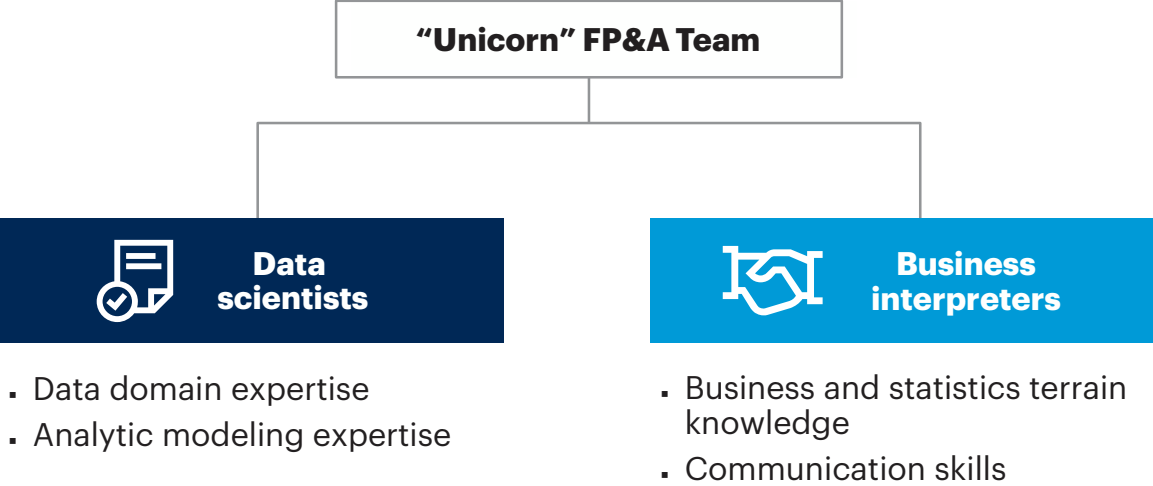 “Unicorn” FP&A Team
Data
scientists
▪ Data domain expertise
▪ Analytic modeling expertise
Business
interpreters
▪ Business and statistics terrain
knowledge
▪ Communication skills